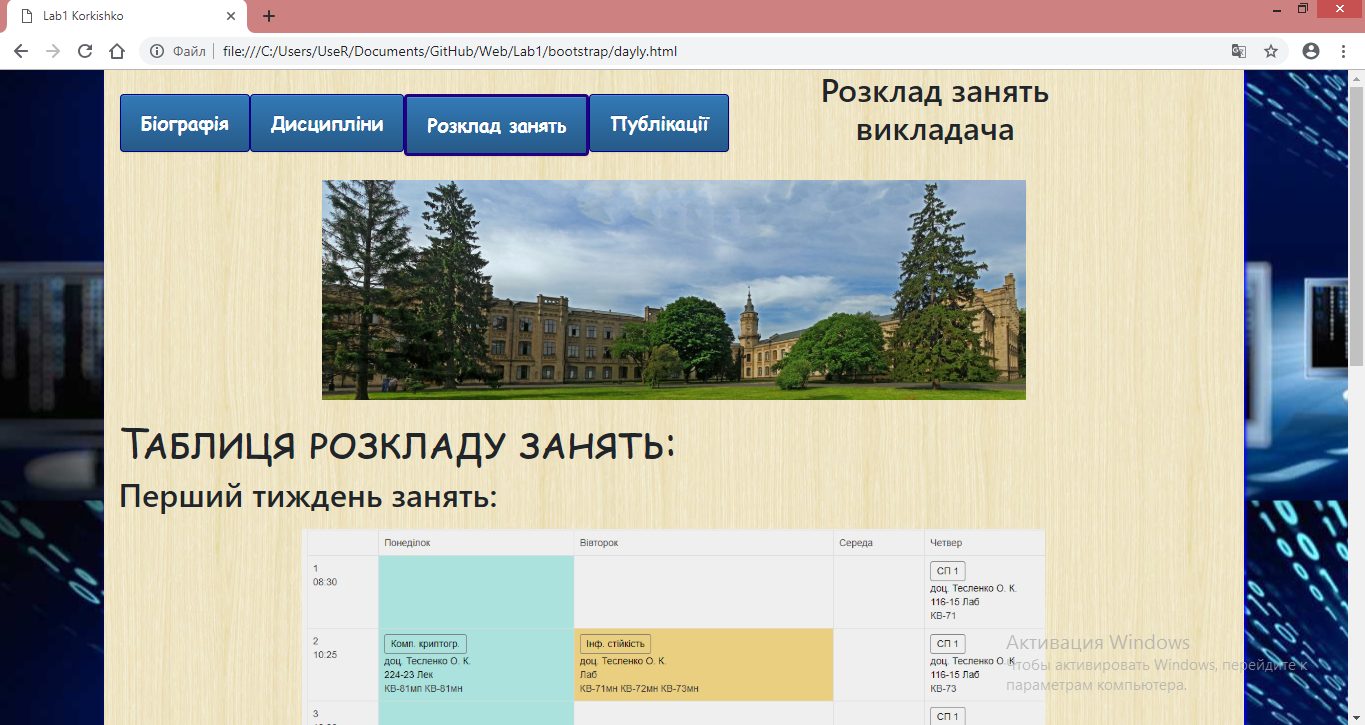 Lab1 Korkishko
Файл file:///C:/Users/UseR/Documents/GitHub/Web/Lab1/bootstrap/dayly.html
Біографія Дисципліни Розклад занять Публікації
Розклад занять
викладача
Таблиця розкладу занять:
Перший тиждень занять:
Понеділок Вівторок Середа Четвер
1
08:30
СП 1
доц. Тесленко О. К.
116-15 Лаб
КВ-71
2
10:25
Комп. криптогр.
доц. Тесленко О. К.
224-23 Лек
КВ-81мп КВ-81мн
Інф. стійкість
доц. Тесленко О. К.
Лаб
КВ-71мн КВ-72мн КВ-73мн
СП 1
доц. Тесленко О. К.
116-15 Лаб
КВ-73
3
СП 1
Активация Windows
Чтобы активировать Windows, перейдите к
параметрам компьютера.